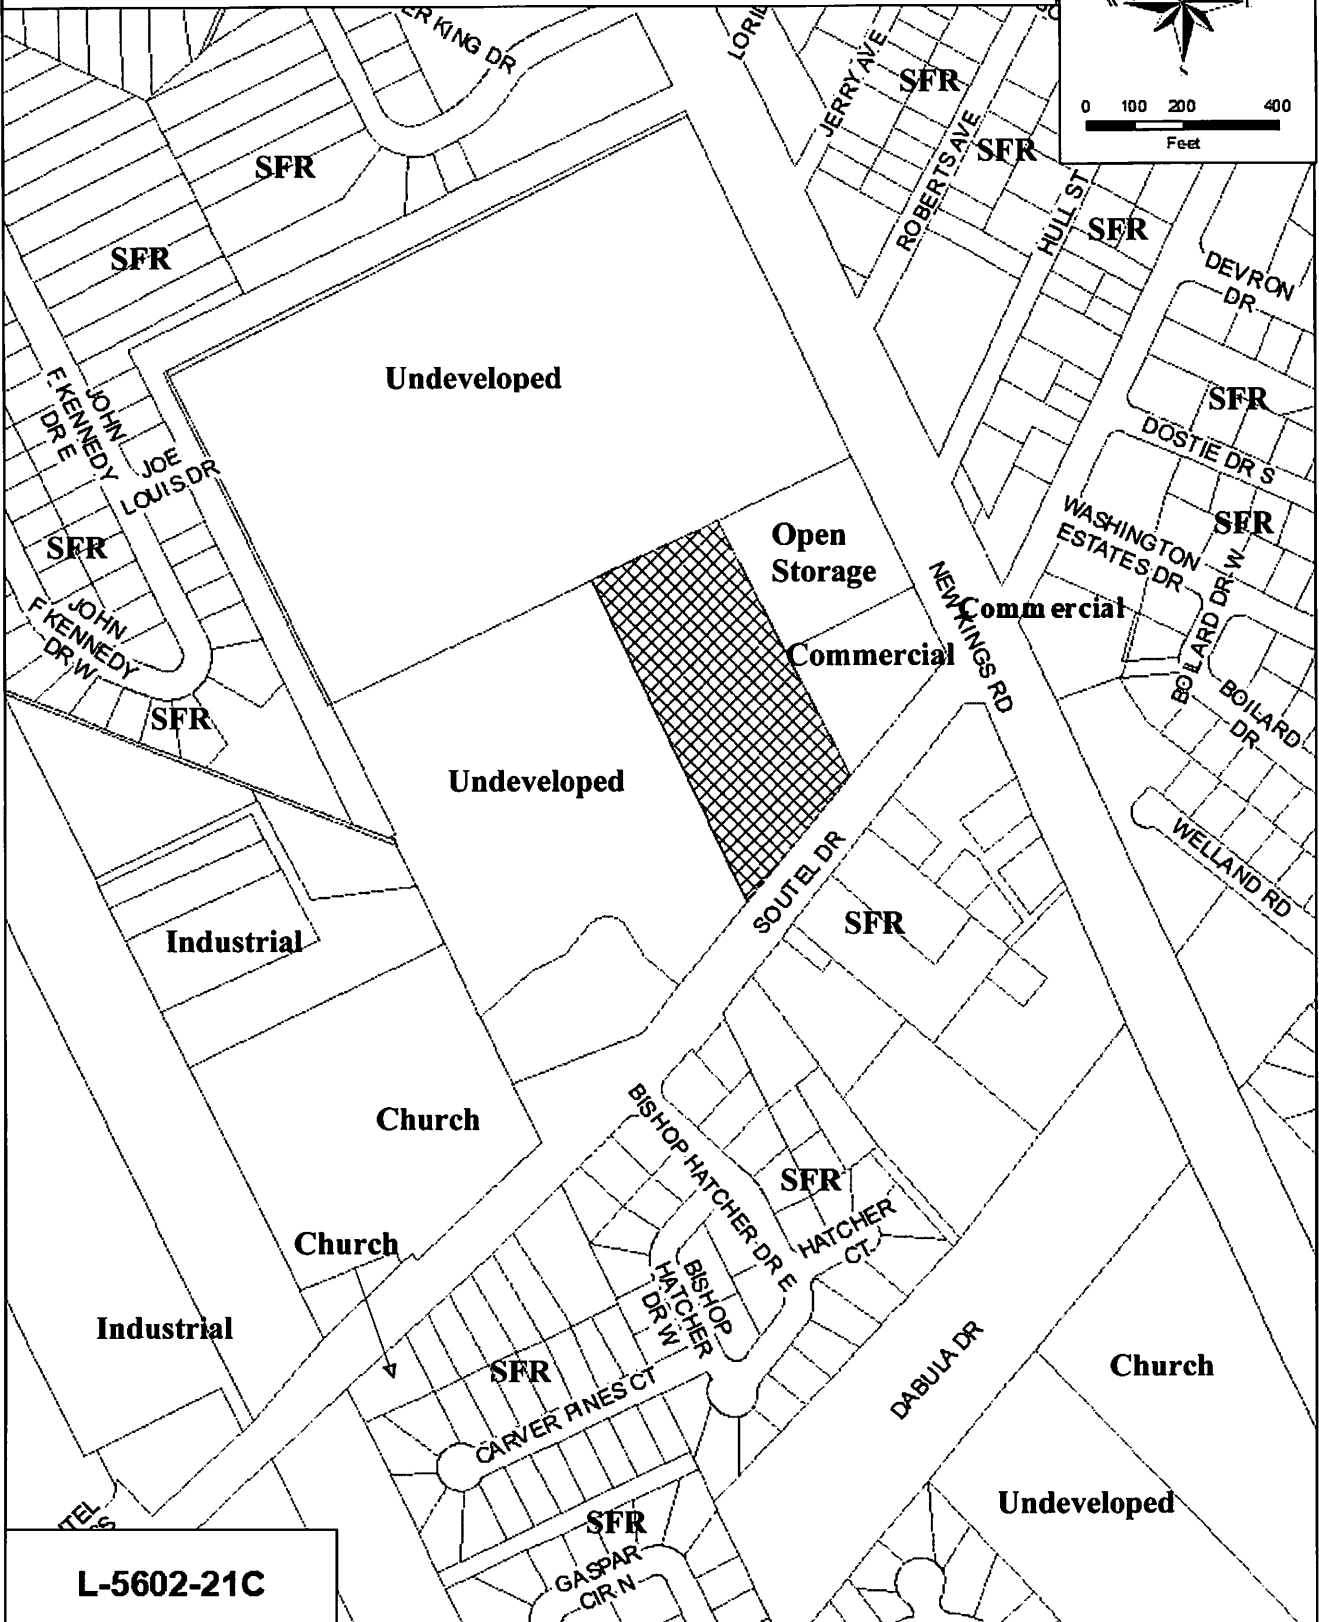 ER KING DR
LORIL
JERRY AVE
SFR
ROBERTS AVE
SFR
HULL ST
SFR
S
0 100 200 400
Feet
SFR
SFR
DEVRON
DR
Undeveloped
SFR
DOSTIE DR S
JOHN
F KENNEDY
DR E
JOE
LOUIS DR
SFR
WASHINGTON
ESTATES DR
SFR
Open
Storage
NEW KINGS RD
Commercial
Commercial
BOILARD DR W
BOILARD
DR
JOHN
F KENNEDY
DR W
SFR
Undeveloped
WELLAND RD
SOUTEL DR
SFR
Industrial
Church
BISHOP HATCHER DR E
SFR
HATCHER
CT
Church
BISHOP
HATCHER
DR W
Industrial
SFR
CARVER PINES CT
DABULA DR
Church
Undeveloped
SFR
GASPAR
CIR N
TEL
L-5602-21C